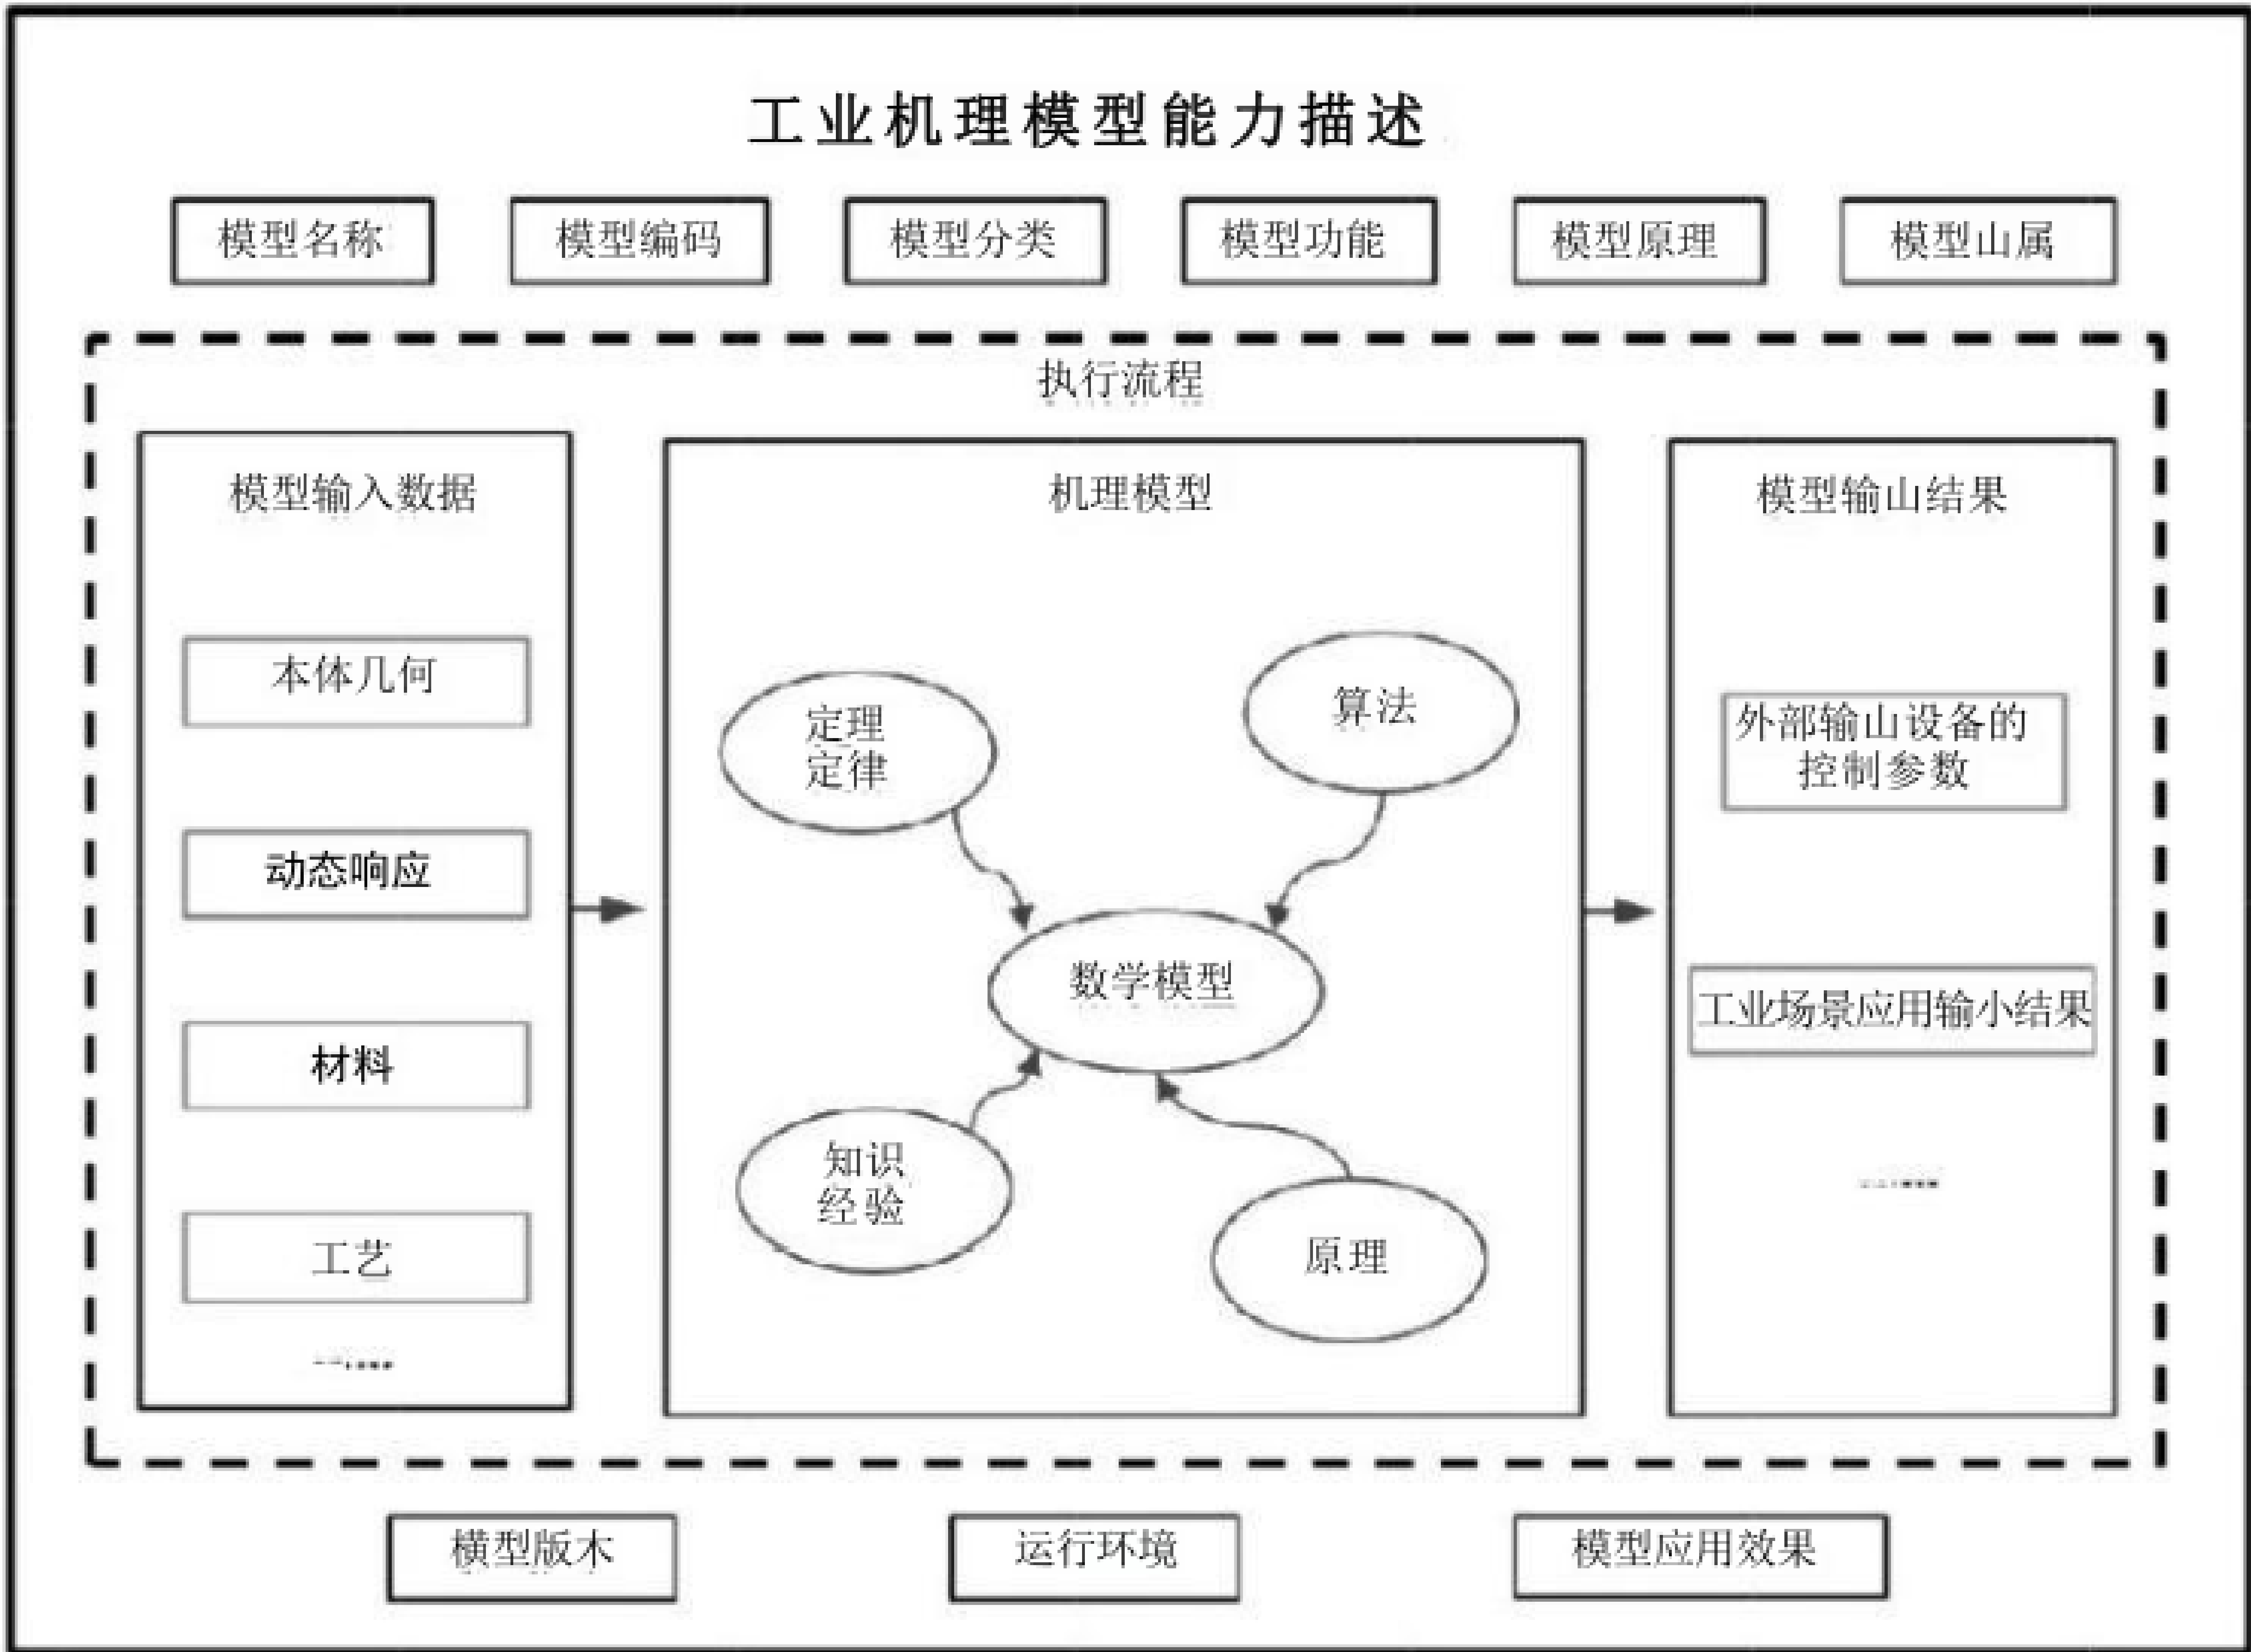 工业机理模型能力描述
模型名称
模型编码
模型分类
模型功能
模型原理
模型山属
执行流程
模型输入数据
本体几何
动态响应
材料
工艺
机理模型
定理
定律
算法
数学模型
知识
经验
原理
模型输山结果
外部输山设备的
控制参数
工业场景应用输小结果
横型版木
运行环境
模型应用效果